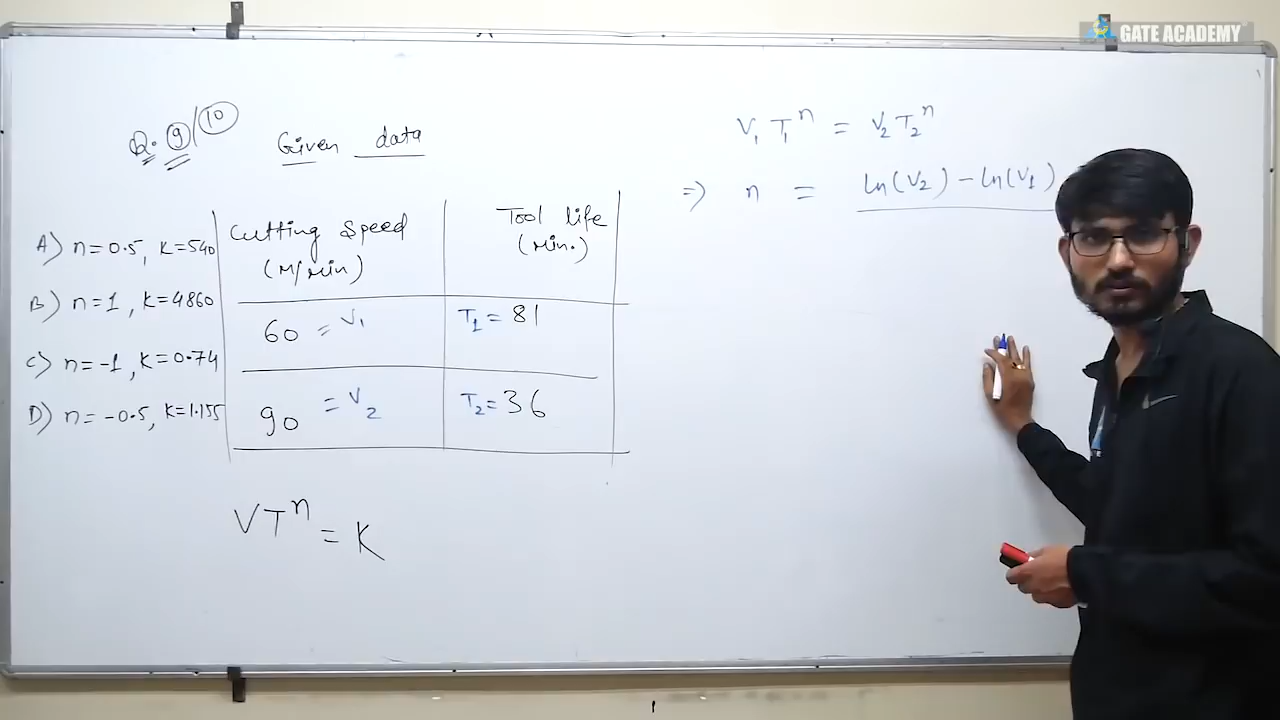 GATE ACADEMY
Q. 9/10
Given data
A) n=0.5, K=540
B) n=1, K=4860
C) n=-1, K=0.74
D) n=-0.5, K=1.155
Cutting Speed (M/Min)
Tool life (Min.)
60 = V₁
T₁ = 81
90 = V₂
T₂ = 36
VTⁿ = K
V₁ T₁ⁿ = V₂ T₂ⁿ
⇒ n = ln(V₂) - ln(V₁)